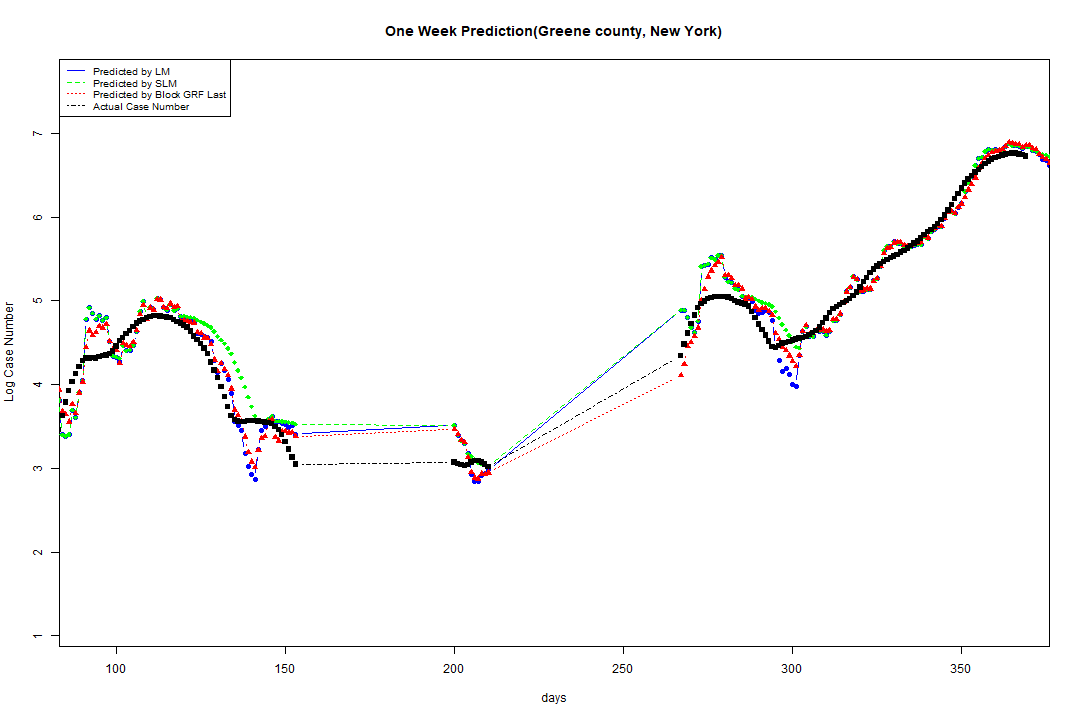 One Week Prediction(Greene county, New York)
Predicted by LM
Predicted by SLM
Predicted by Block GRF Last
Actual Case Number
7
6
5
4
3
2
1
Log Case Number
100 150 200 250 300 350
days